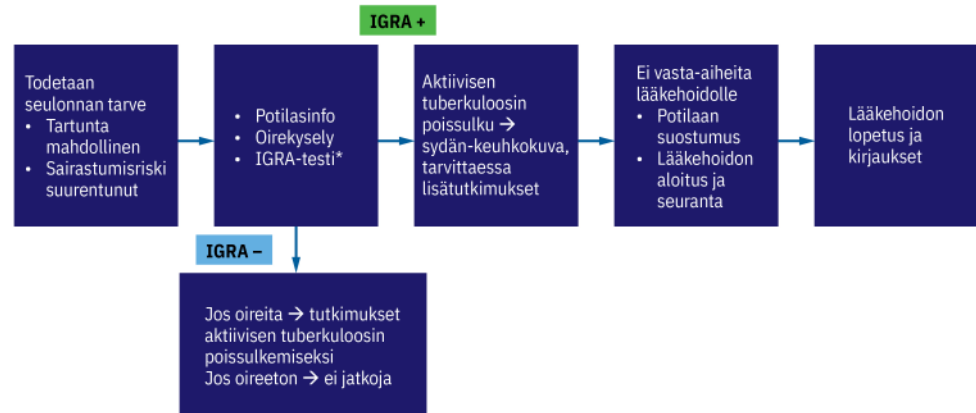 IGRA +
Todetaan
seulonnan tarve
• Tartunta
mahdollinen
• Sairastumisriski
suurentunut
• Potilasinfo
• Oirekysely
• IGRA-testi*
Aktiivisen
tuberkuloosin
poissulku →
sydän-keuhkokuva,
tarvittaessa
lisätutkimukset
Ei vasta-aiheita
lääkehoidolle
• Potilaan
suostumus
• Lääkehoidon
aloitus ja
seuranta
Lääkehoidon
lopetus ja
kirjaukset
IGRA –
Jos oireita → tutkimukset
aktiivisen tuberkuloosin
poissulkemiseksi
Jos oireeton → ei jatkoja